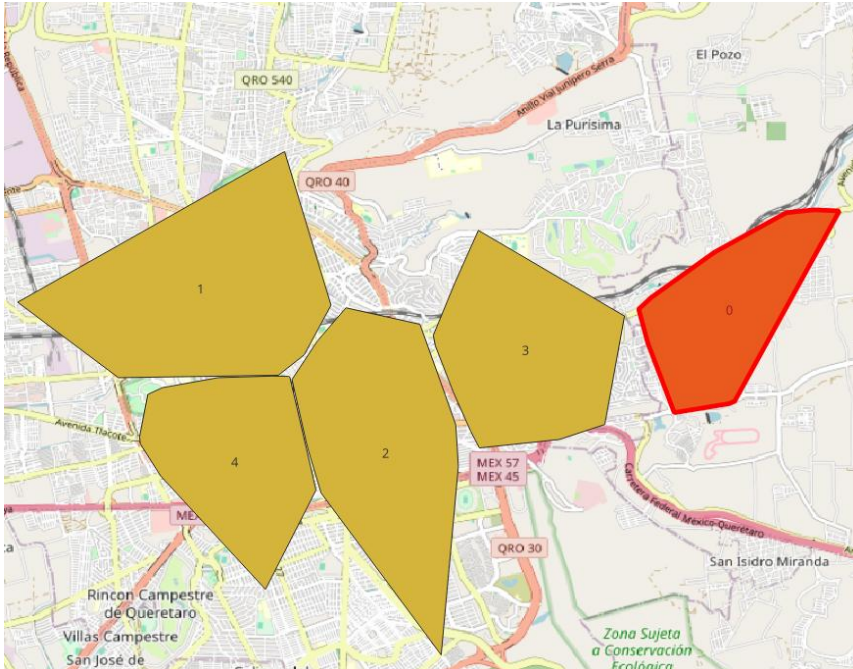 El Pozo
QRO 540
Anillo Vial Junípero Serra
La Purísima
QRO 40
1
0
3
Avenida Tlacote
4
2
MEX 57
MEX 45
Carretera Federal Mexico-Querétaro
QRO 30
San Isidro Miranda
Rincon Campestre
de Queretaro
Villas Campestre
San José de
Zona Sujeta
a Conservación
Ecológica